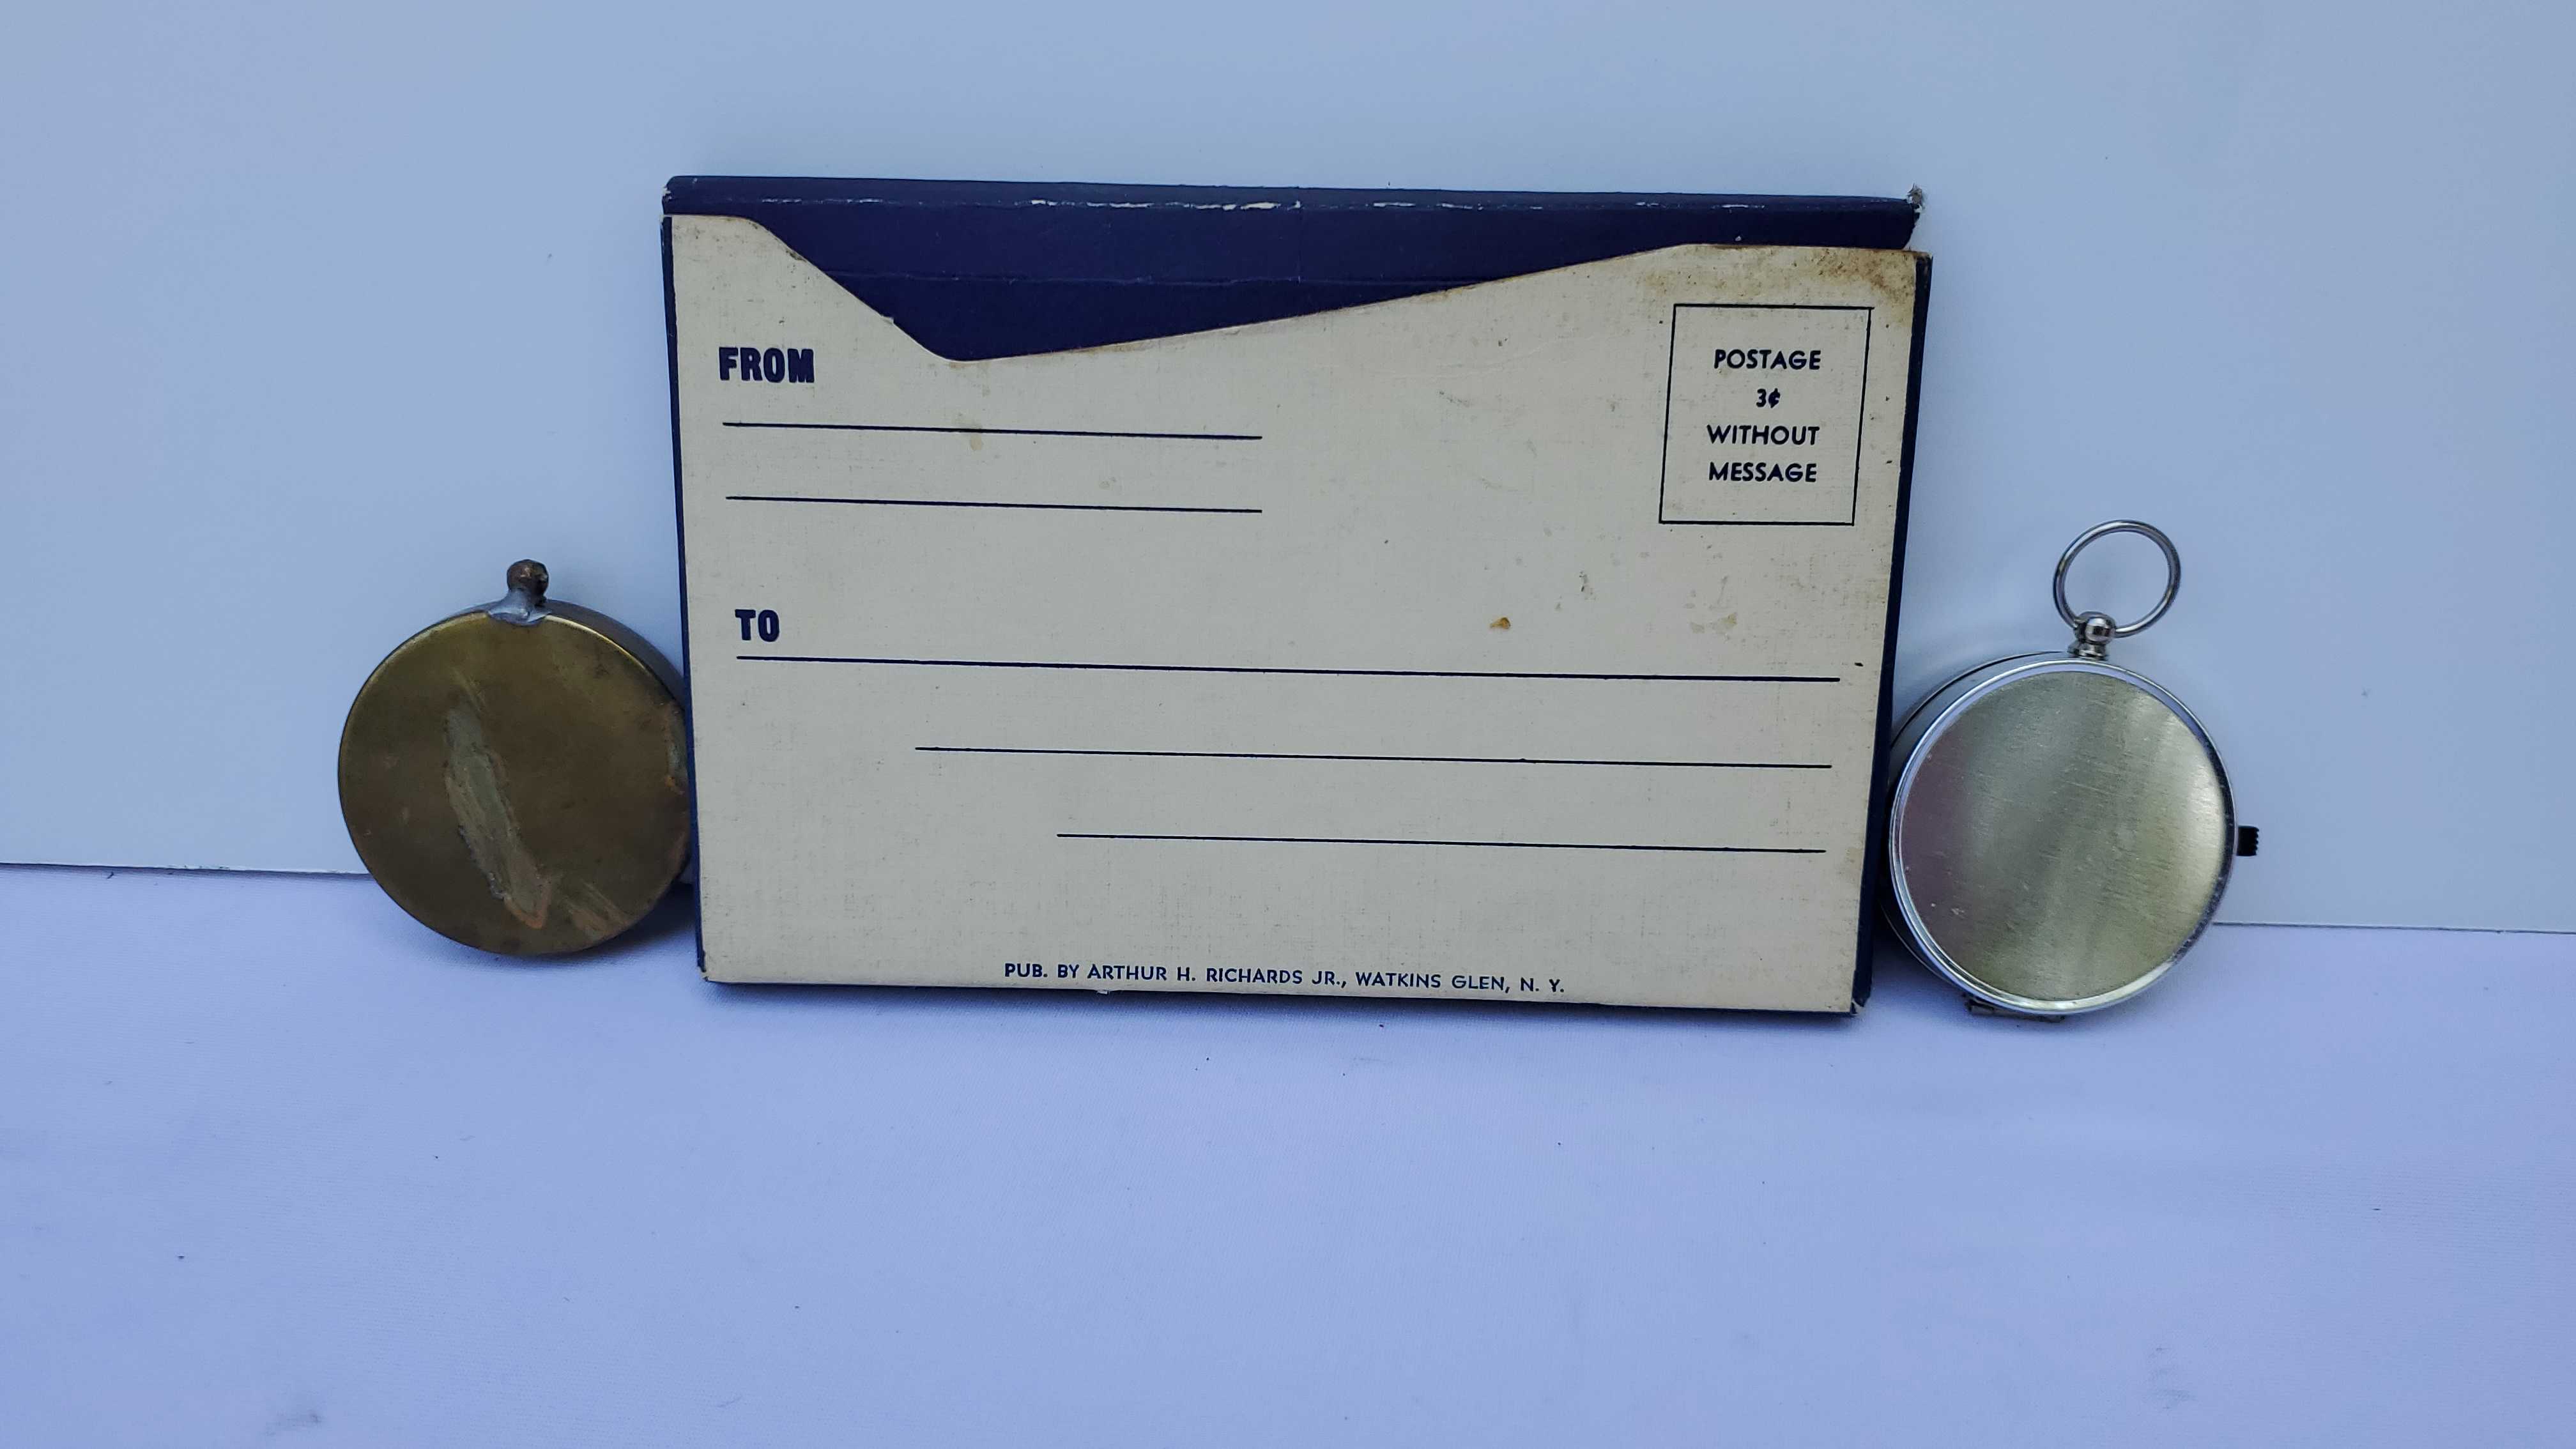 FROM
POSTAGE
3¢
WITHOUT
MESSAGE
TO
PUB. BY ARTHUR H. RICHARDS JR., WATKINS GLEN, N. Y.